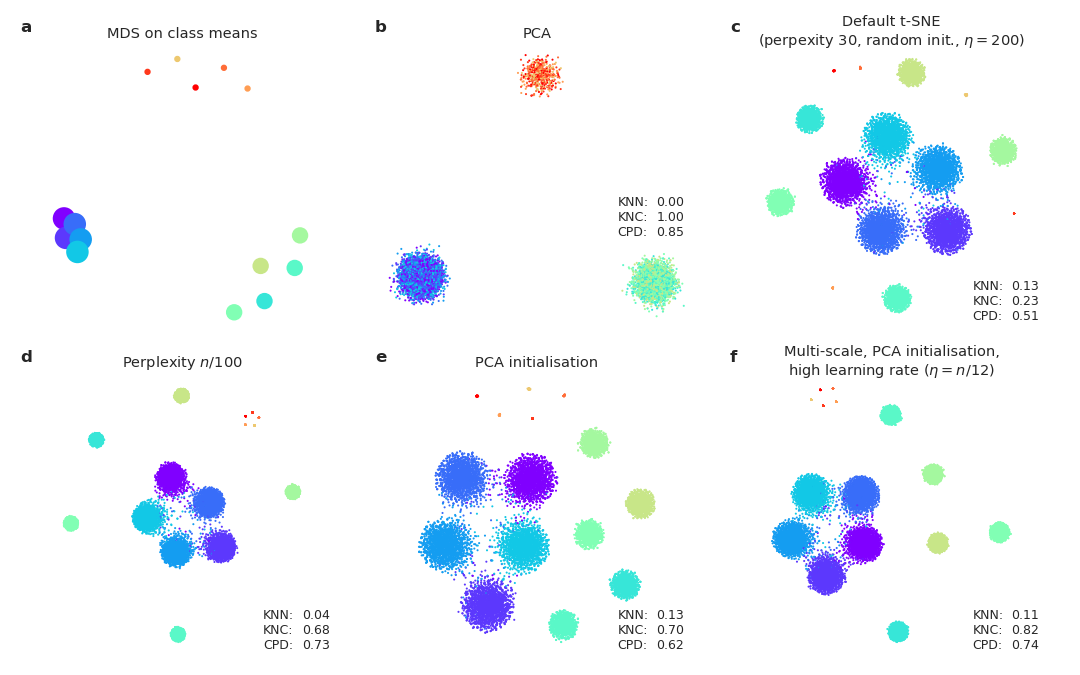 a
MDS on class means
b
PCA
KNN: 0.00
KNC: 1.00
CPD: 0.85
c
Default t-SNE
(perpexity 30, random init., η = 200)
KNN: 0.13
KNC: 0.23
CPD: 0.51
d
Perplexity n/100
KNN: 0.04
KNC: 0.68
CPD: 0.73
e
PCA initialisation
KNN: 0.13
KNC: 0.70
CPD: 0.62
f
Multi-scale, PCA initialisation,
high learning rate (η = n/12)
KNN: 0.11
KNC: 0.82
CPD: 0.74